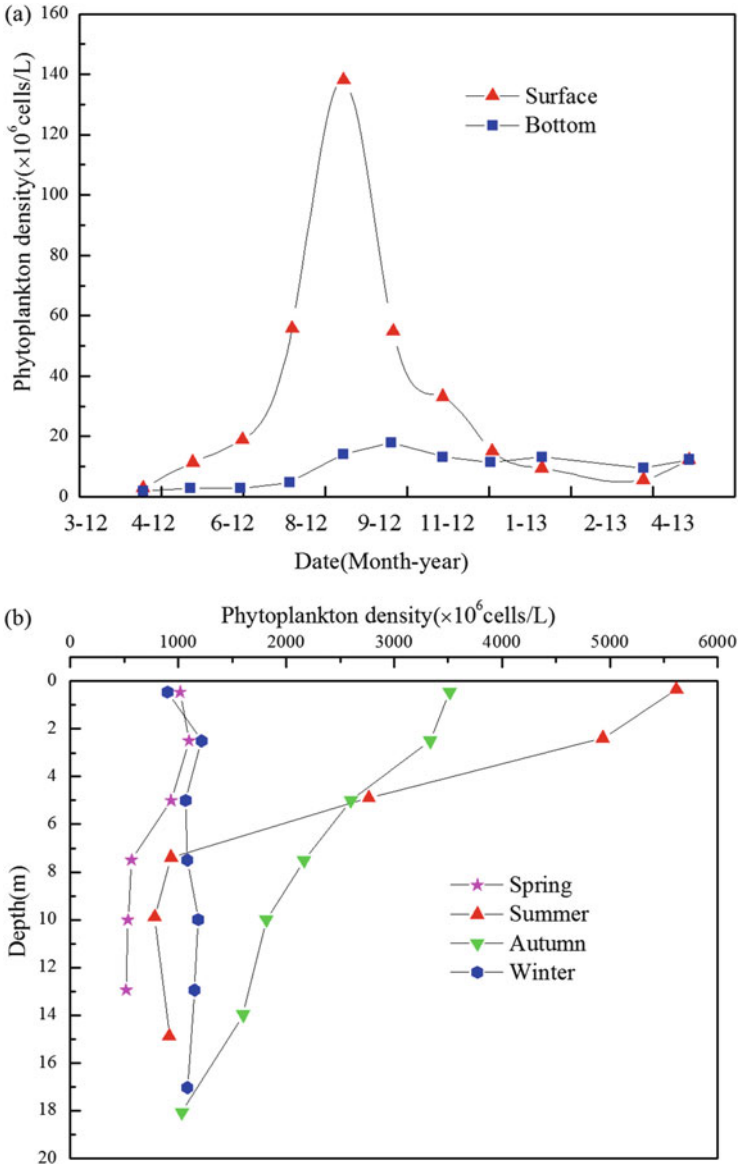 (a)
160
140
120
100
80
60
40
20
0
Phytoplankton density(×10⁶cells/L)
Surface
Bottom
3-12 4-12 6-12 8-12 9-12 11-12 1-13 2-13 4-13
Date(Month-year)
(b)
Phytoplankton density(×10⁶cells/L)
0 1000 2000 3000 4000 5000 6000
0
2
4
6
8
10
12
14
16
18
20
Depth(m)
Spring
Summer
Autumn
Winter